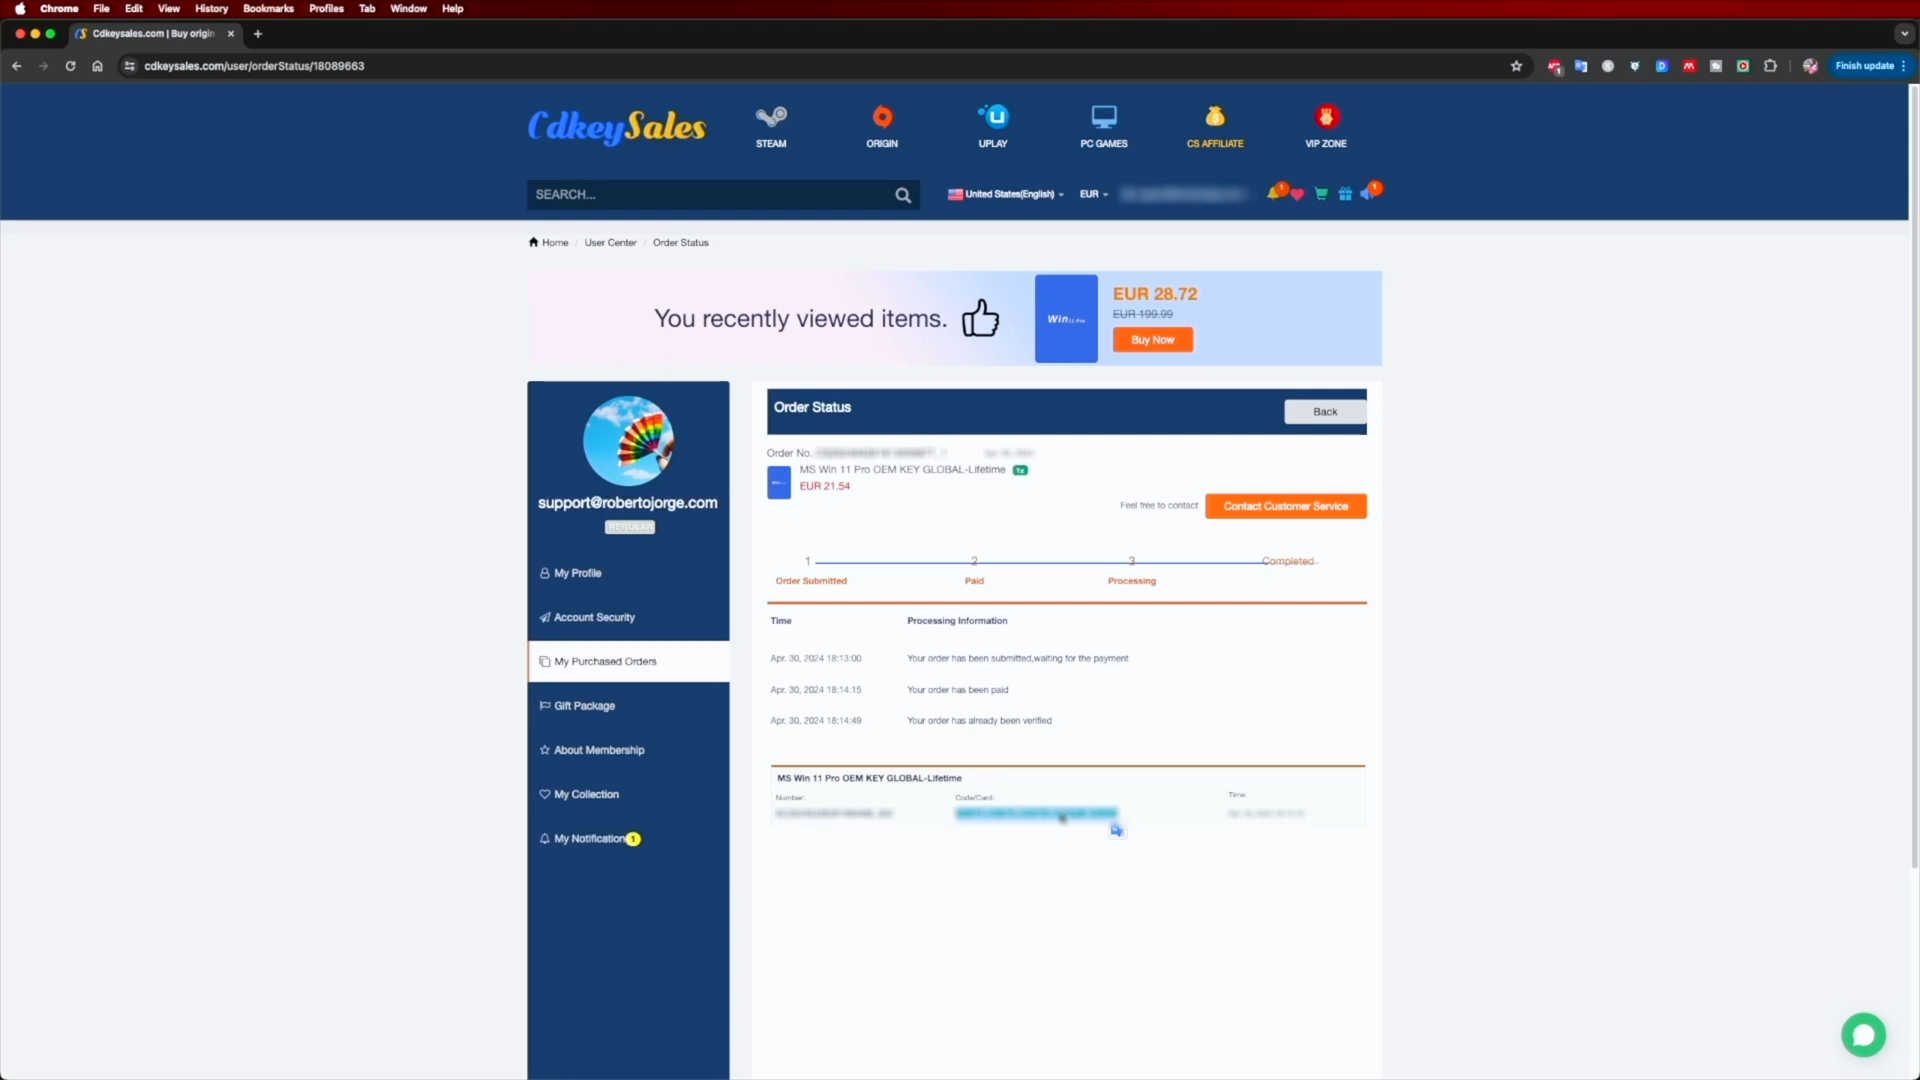 Chrome File Edit View History Bookmarks Profiles Tab Window Help
Cdkeysales.com | Buy origin
cdkeysales.com/user/orderStatus/18089663
Finish update
CdkeySales
STEAM ORIGIN UPLAY PC GAMES CS AFFILIATE VIP ZONE
SEARCH...
United States(English) EUR 1 1
Home / User Center / Order Status
You recently viewed items.
Win 11 Pro
EUR 28.72
EUR 199.99
Buy Now
support@robertojorge.com
REGULAR
My Profile
Account Security
My Purchased Orders
Gift Package
About Membership
My Collection
My Notification 1
Order Status Back
Order No.
MS Win 11 Pro OEM KEY GLOBAL-Lifetime 1x
EUR 21.54
Feel free to contact Contact Customer Service
1 2 3 Completed
Order Submitted Paid Processing
Time Processing Information
Apr. 30, 2024 18:13:00 Your order has been submitted,waiting for the payment
Apr. 30, 2024 18:14:15 Your order has been paid
Apr. 30, 2024 18:14:49 Your order has already been verified
MS Win 11 Pro OEM KEY GLOBAL-Lifetime
Number: Code/Card: Time: